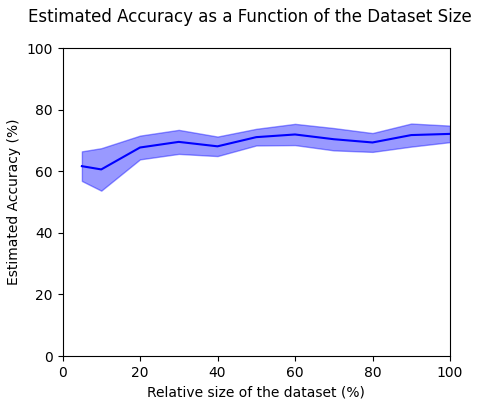 Estimated Accuracy as a Function of the Dataset Size
100
80
60
40
20
0
Estimated Accuracy (%)
0 20 40 60 80 100
Relative size of the dataset (%)